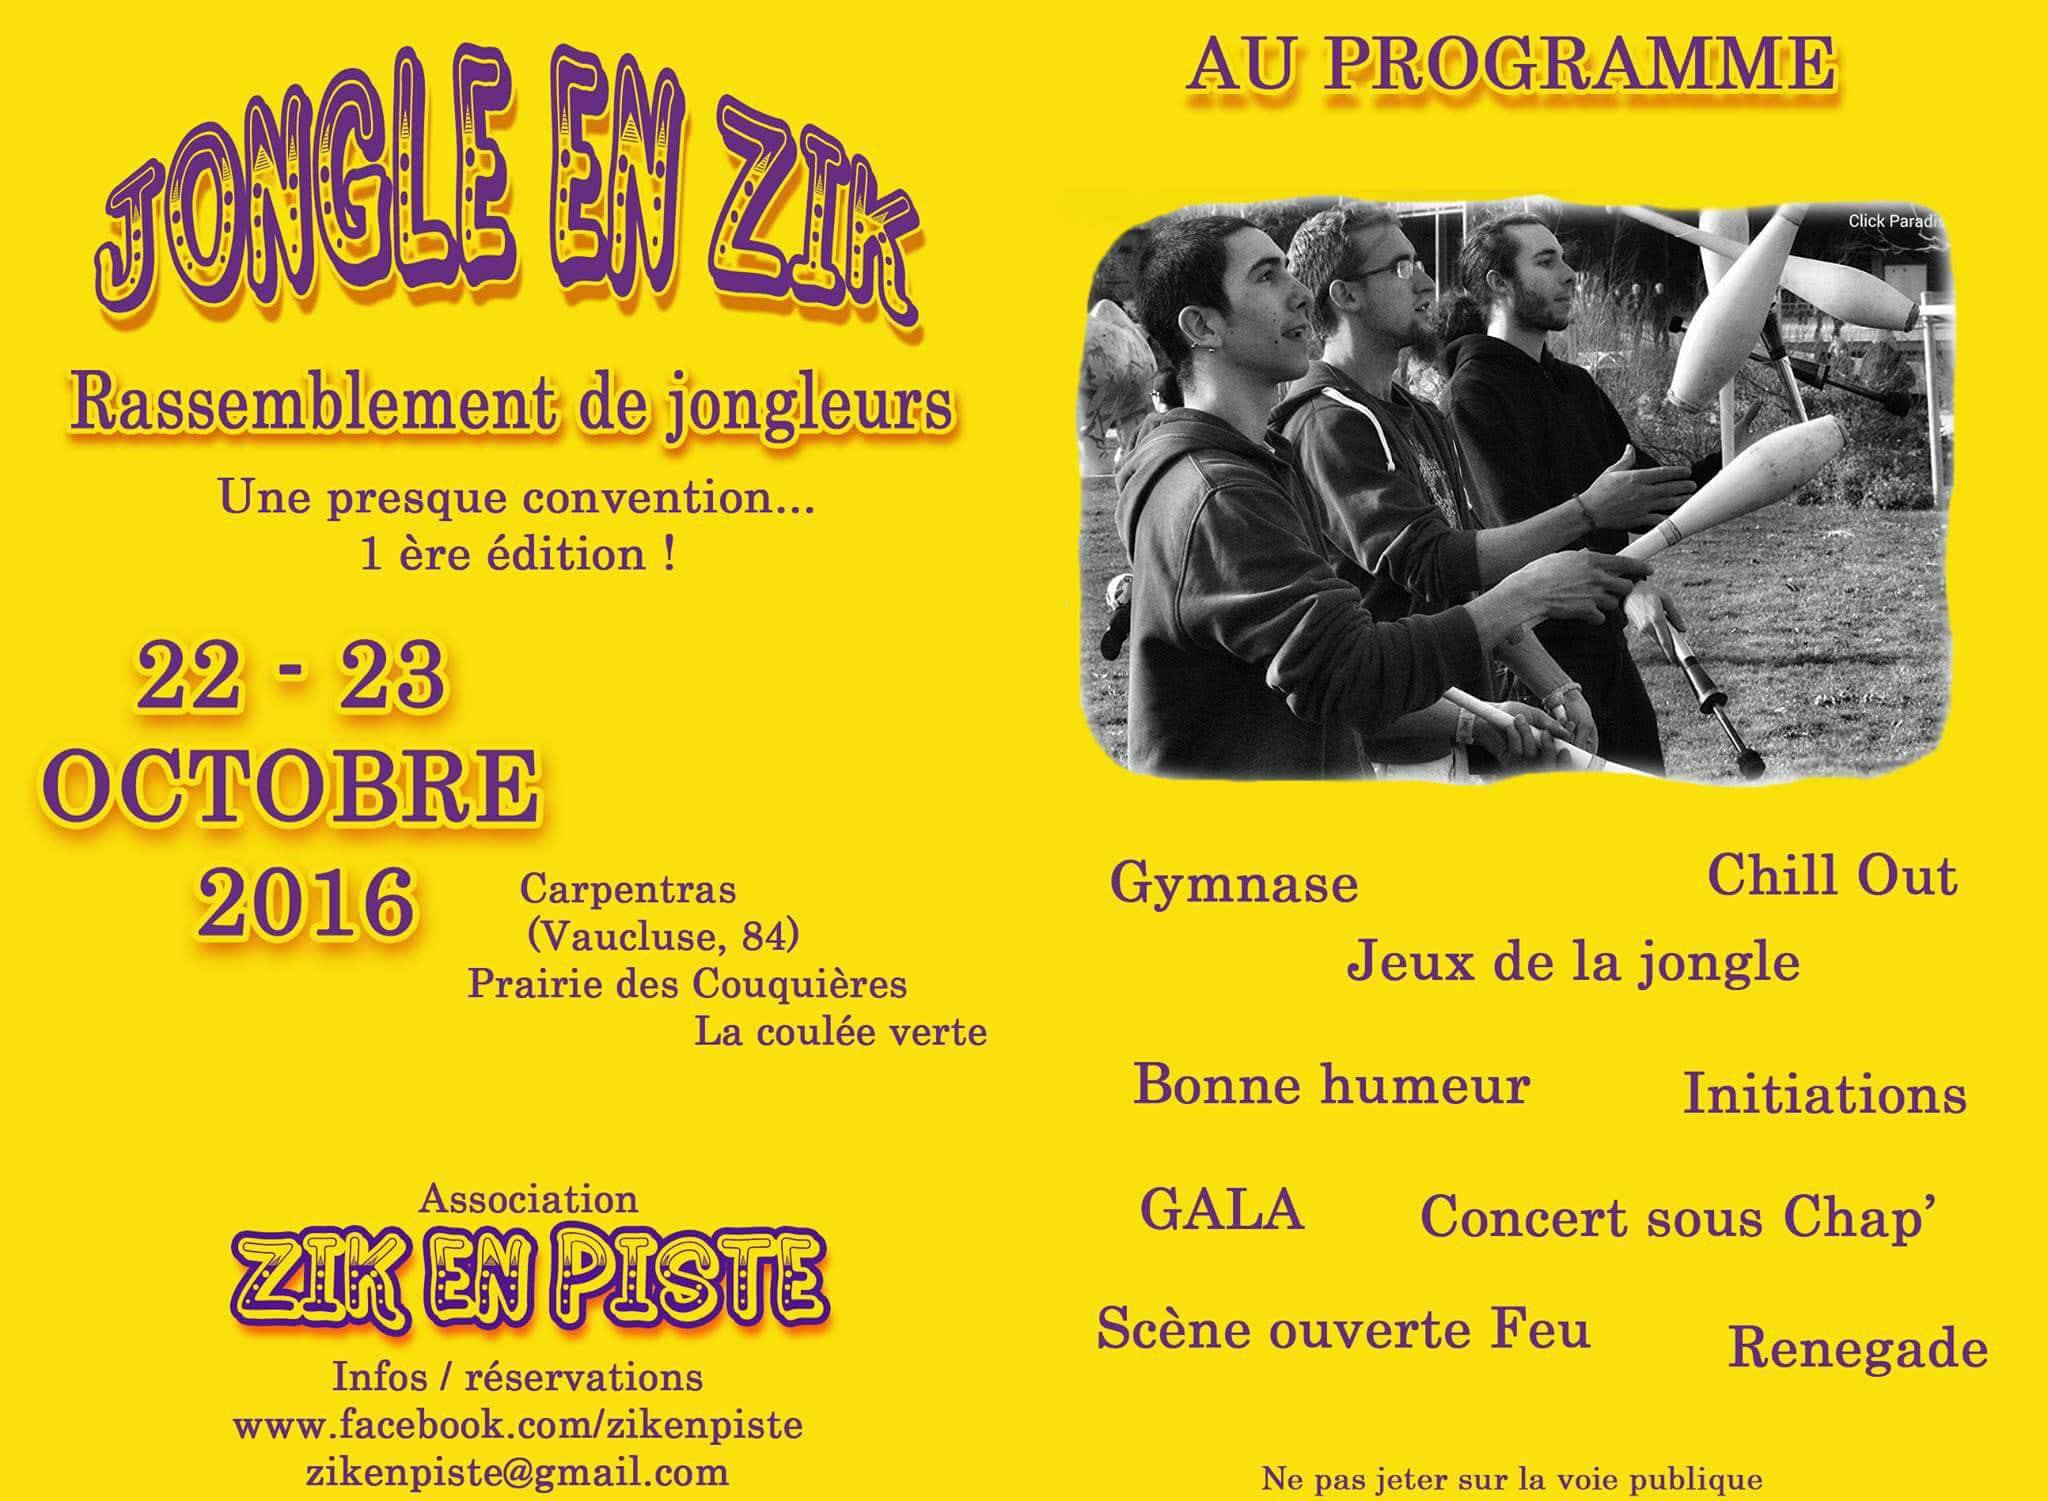 JONGLE EN ZIK
Rassemblement de jongleurs
Une presque convention...
1 ère édition !
22 - 23
OCTOBRE
2016
Carpentras
(Vaucluse, 84)
Prairie des Couquières
La coulée verte
Association
ZIK EN PISTE
Infos / réservations
www.facebook.com/zikenpiste
zikenpiste@gmail.com
AU PROGRAMME
Click Paradis
Gymnase
Chill Out
Jeux de la jongle
Bonne humeur
Initiations
GALA
Concert sous Chap’
Scène ouverte Feu
Renegade
Ne pas jeter sur la voie publique